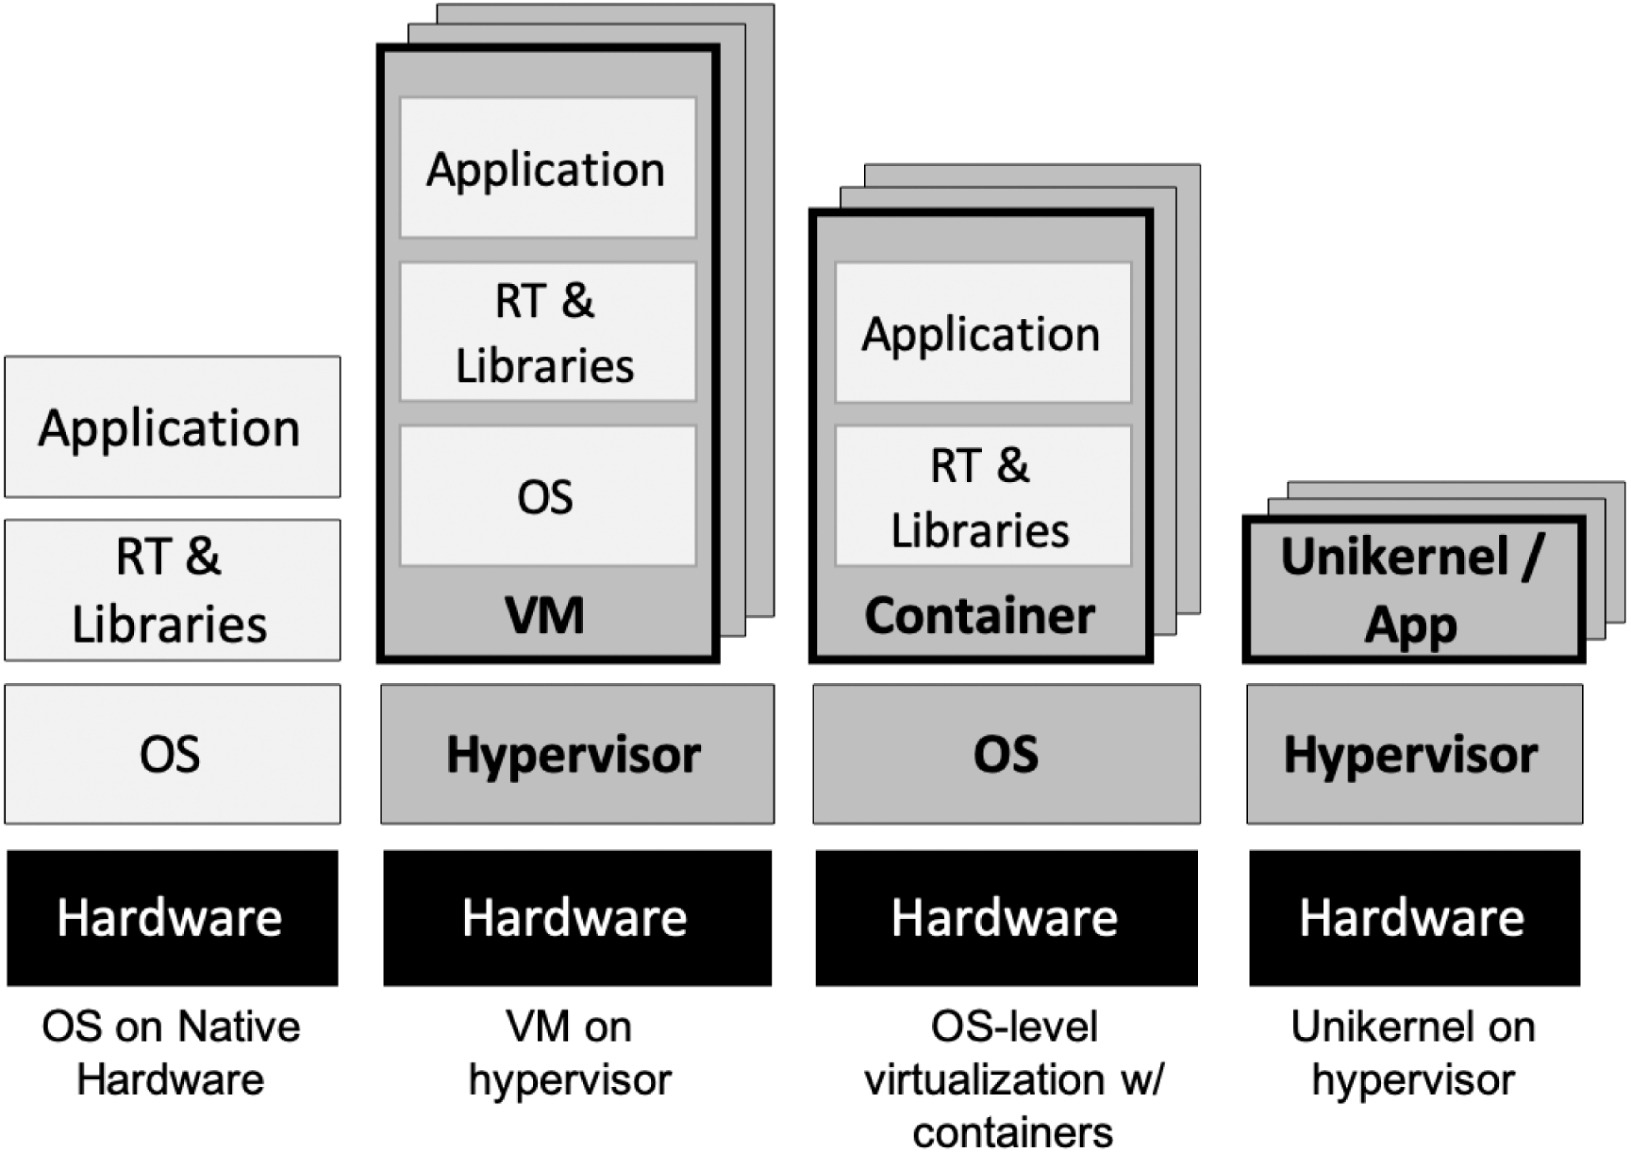 Application
RT &
Libraries
OS
Hardware
OS on Native
Hardware
Application
RT &
Libraries
OS
VM
Hypervisor
Hardware
VM on
hypervisor
Application
RT &
Libraries
Container
OS
Hardware
OS-level
virtualization w/
containers
Unikernel /
App
Hypervisor
Hardware
Unikernel on
hypervisor